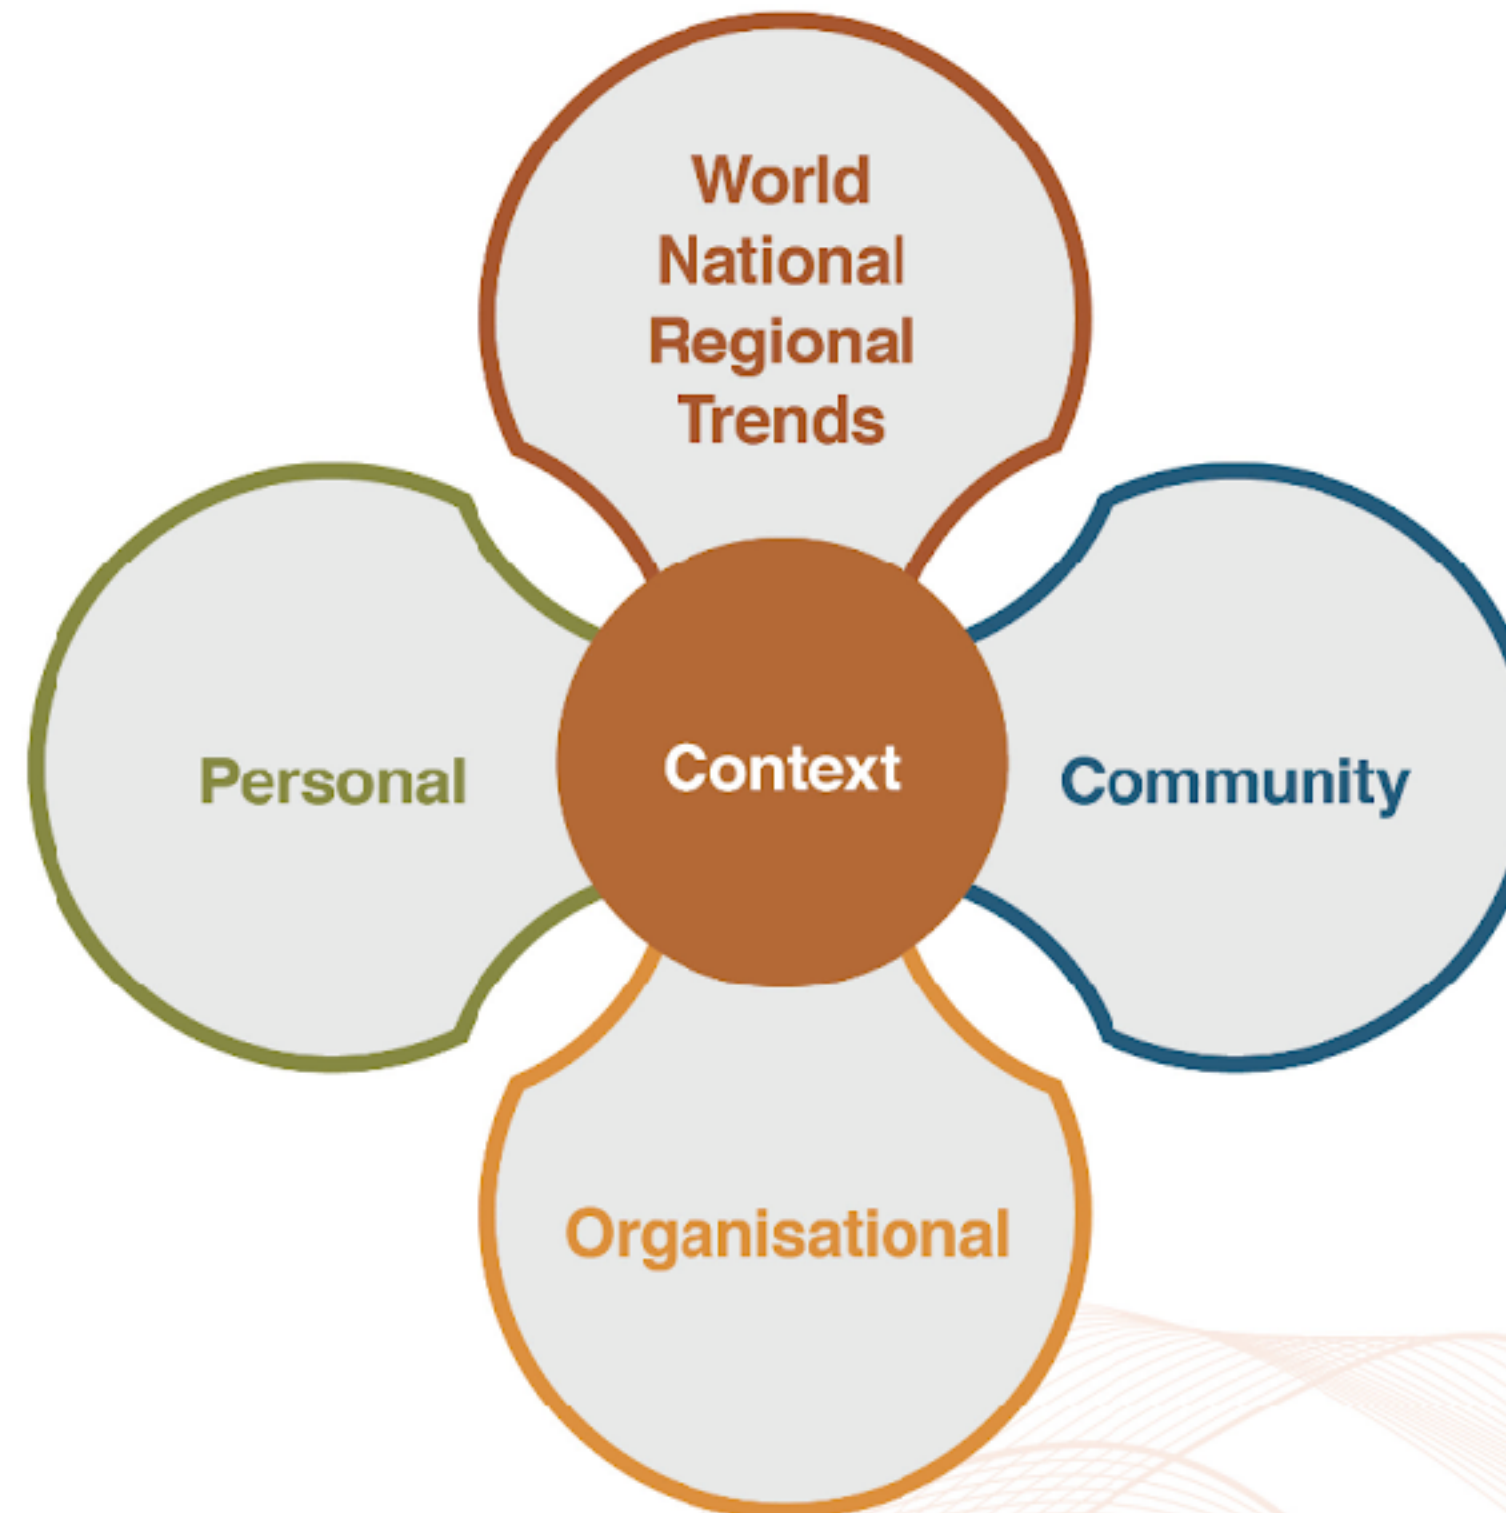 World
National
Regional
Trends
Personal
Context
Community
Organisational